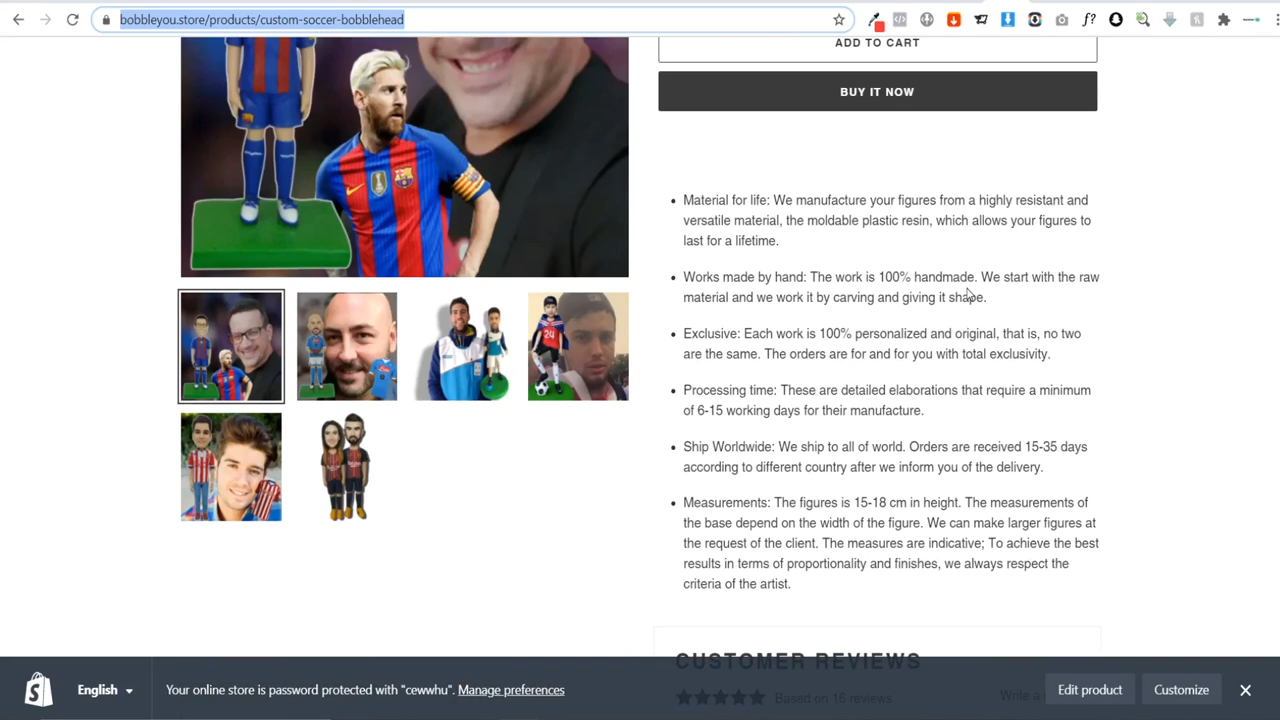 bobbleyou.store/products/custom-soccer-bobblehead
f?
ADD TO CART
BUY IT NOW
Material for life: We manufacture your figures from a highly resistant and
versatile material, the moldable plastic resin, which allows your figures to
last for a lifetime.
Works made by hand: The work is 100% handmade. We start with the raw
material and we work it by carving and giving it shape.
Exclusive: Each work is 100% personalized and original, that is, no two
are the same. The orders are for and for you with total exclusivity.
Processing time: These are detailed elaborations that require a minimum
of 6-15 working days for their manufacture.
Ship Worldwide: We ship to all of world. Orders are received 15-35 days
according to different country after we inform you of the delivery.
Measurements: The figures is 15-18 cm in height. The measurements of
the base depend on the width of the figure. We can make larger figures at
the request of the client. The measures are indicative; To achieve the best
results in terms of proportionality and finishes, we always respect the
criteria of the artist.
24
CUSTOMER REVIEWS
Based on 16 reviews
Write a
English
Your online store is password protected with "cewwhu". Manage preferences
Edit product
Customize